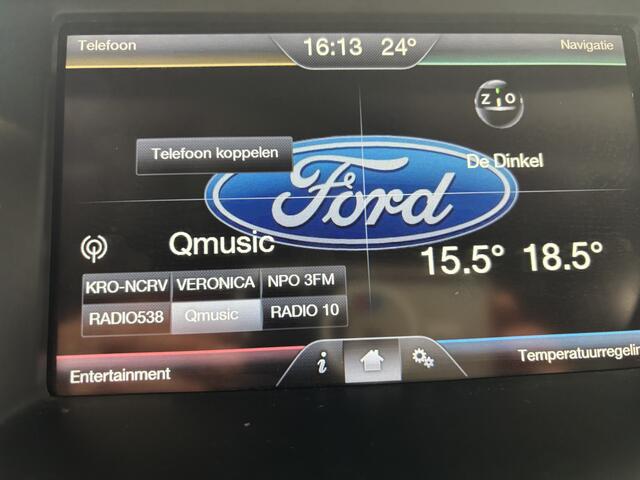 Telefoon
16:13 24°
Navigatie
Z O
Telefoon koppelen
Ford
De Dinkel
Qmusic
15.5° 18.5°
KRO-NCRV VERONICA NPO 3FM
RADIO538 Qmusic RADIO 10
Entertainment
i
Temperatuurregelin